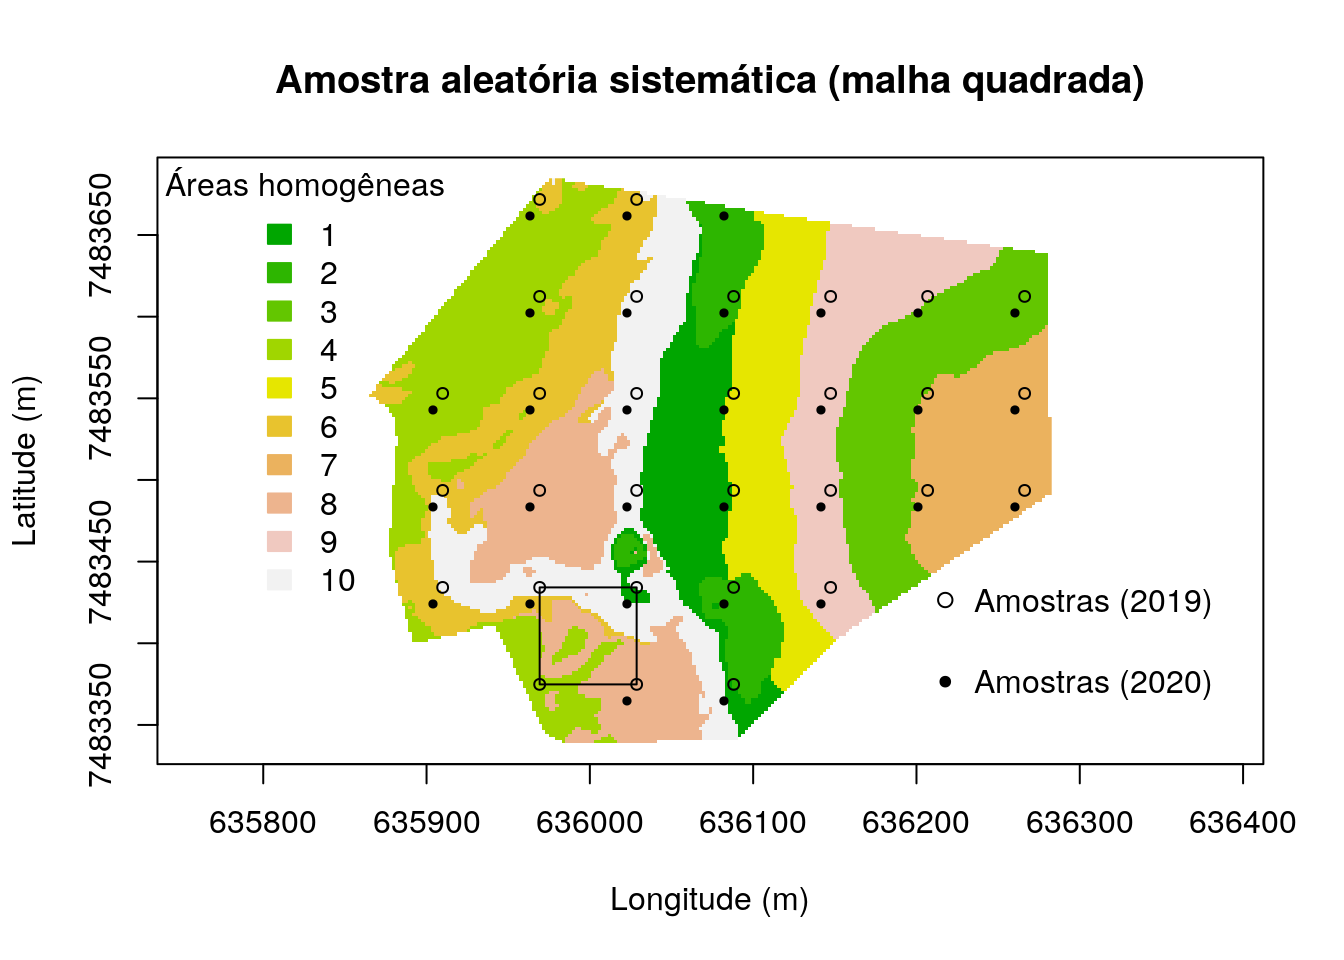 Amostra aleatória sistemática (malha quadrada)
Áreas homogêneas
1
2
3
4
5
6
7
8
9
10
Amostras (2019)
Amostras (2020)
Latitude (m)
7483650
7483550
7483450
7483350
635800 635900 636000 636100 636200 636300 636400
Longitude (m)